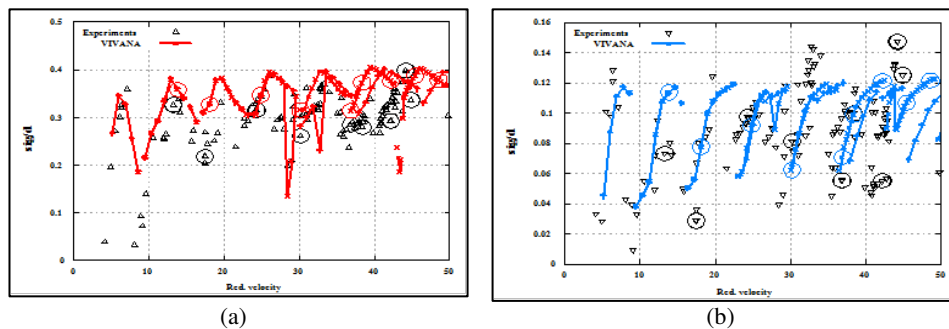 0.5
0.4
0.3
0.2
0.1
0
sig/d
Experiments
VIVANA
0 10 20 30 40 50
Red. velocity
(a)
0.16
0.14
0.12
0.1
0.08
0.06
0.04
0.02
0
sig/d
Experiments
VIVANA
0 10 20 30 40 50
Red. velocity
(b)